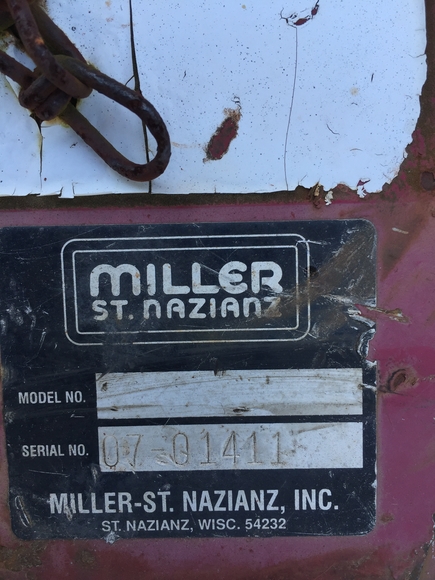 MILLER
ST. NAZIANZ
MODEL NO.
SERIAL NO. 07-01411
MILLER-ST. NAZIANZ, INC.
ST. NAZIANZ, WISC. 54232